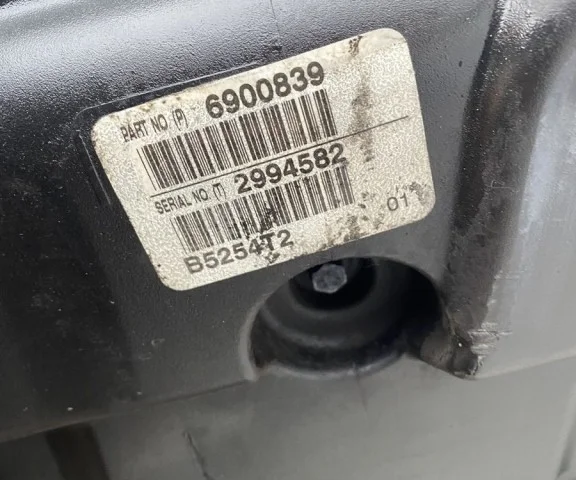 PART NO. (P) 6900839
SERIAL NO. (T) 2994582
B5254T2
01